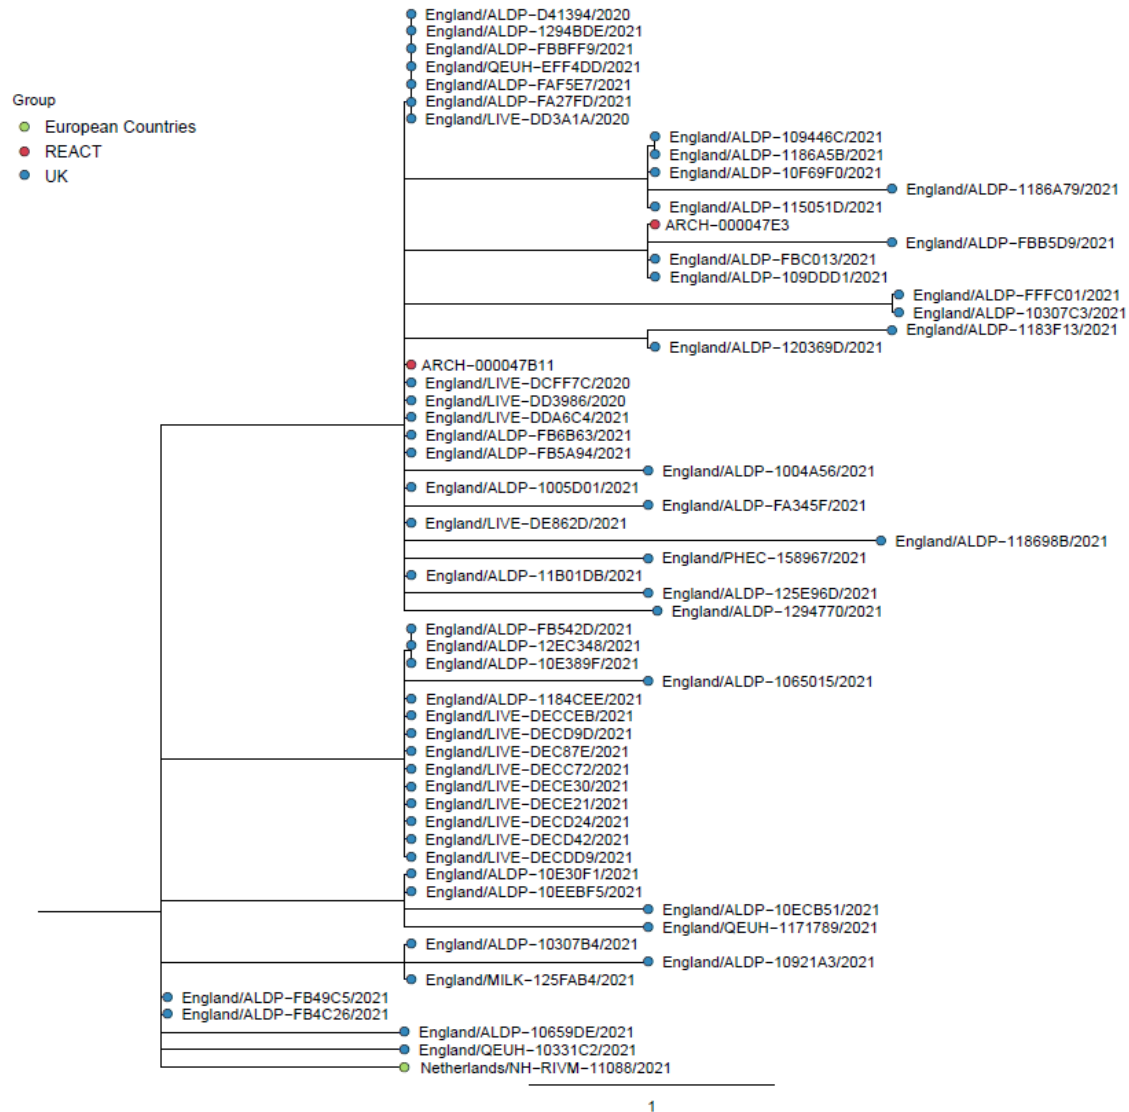 England/ALDP−D41394/2020
England/ALDP−1294BDE/2021
England/ALDP−FBBFF9/2021
England/QEUH−EFF4DD/2021
England/ALDP−FAF5E7/2021
Group
England/ALDP−FA27FD/2021
European Countries
England/LIVE−DD3A1A/2020
England/ALDP−109446C/2021
REACT
England/ALDP−1186A5B/2021
UK
England/ALDP−10F69F0/2021
England/ALDP−1186A79/2021
England/ALDP−115051D/2021
ARCH−000047E3
England/ALDP−FBB5D9/2021
England/ALDP−FBC013/2021
England/ALDP−109DDD1/2021
England/ALDP−FFFC01/2021
England/ALDP−10307C3/2021
England/ALDP−1183F13/2021
England/ALDP−120369D/2021
ARCH−000047B11
England/LIVE−DCFF7C/2020
England/LIVE−DD3986/2020
England/LIVE−DDA6C4/2021
England/ALDP−FB6B63/2021
England/ALDP−FB5A94/2021
England/ALDP−1004A56/2021
England/ALDP−1005D01/2021
England/ALDP−FA345F/2021
England/LIVE−DE862D/2021
England/ALDP−118698B/2021
England/PHEC−158967/2021
England/ALDP−11B01DB/2021
England/ALDP−125E96D/2021
England/ALDP−1294770/2021
England/ALDP−FB542D/2021
England/ALDP−12EC348/2021
England/ALDP−10E389F/2021
England/ALDP−1065015/2021
England/ALDP−1184CEE/2021
England/LIVE−DECCEB/2021
England/LIVE−DECD9D/2021
England/LIVE−DEC87E/2021
England/LIVE−DECC72/2021
England/LIVE−DECE30/2021
England/LIVE−DECE21/2021
England/LIVE−DECD24/2021
England/LIVE−DECD42/2021
England/LIVE−DECDD9/2021
England/ALDP−10E30F1/2021
England/ALDP−10EEBF5/2021
England/ALDP−10ECB51/2021
England/QEUH−1171789/2021
England/ALDP−10307B4/2021
England/ALDP−10921A3/2021
England/MILK−125FAB4/2021
England/ALDP−FB49C5/2021
England/ALDP−FB4C26/2021
England/ALDP−10659DE/2021
England/QEUH−10331C2/2021
Netherlands/NH−RIVM−11088/2021
1